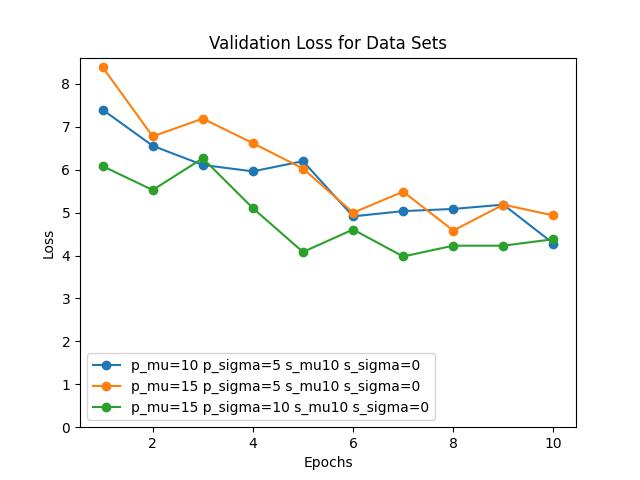 Validation Loss for Data Sets
Loss
8
7
6
5
4
3
2
1
0
p_mu=10 p_sigma=5 s_mu10 s_sigma=0
p_mu=15 p_sigma=5 s_mu10 s_sigma=0
p_mu=15 p_sigma=10 s_mu10 s_sigma=0
2 4 6 8 10
Epochs